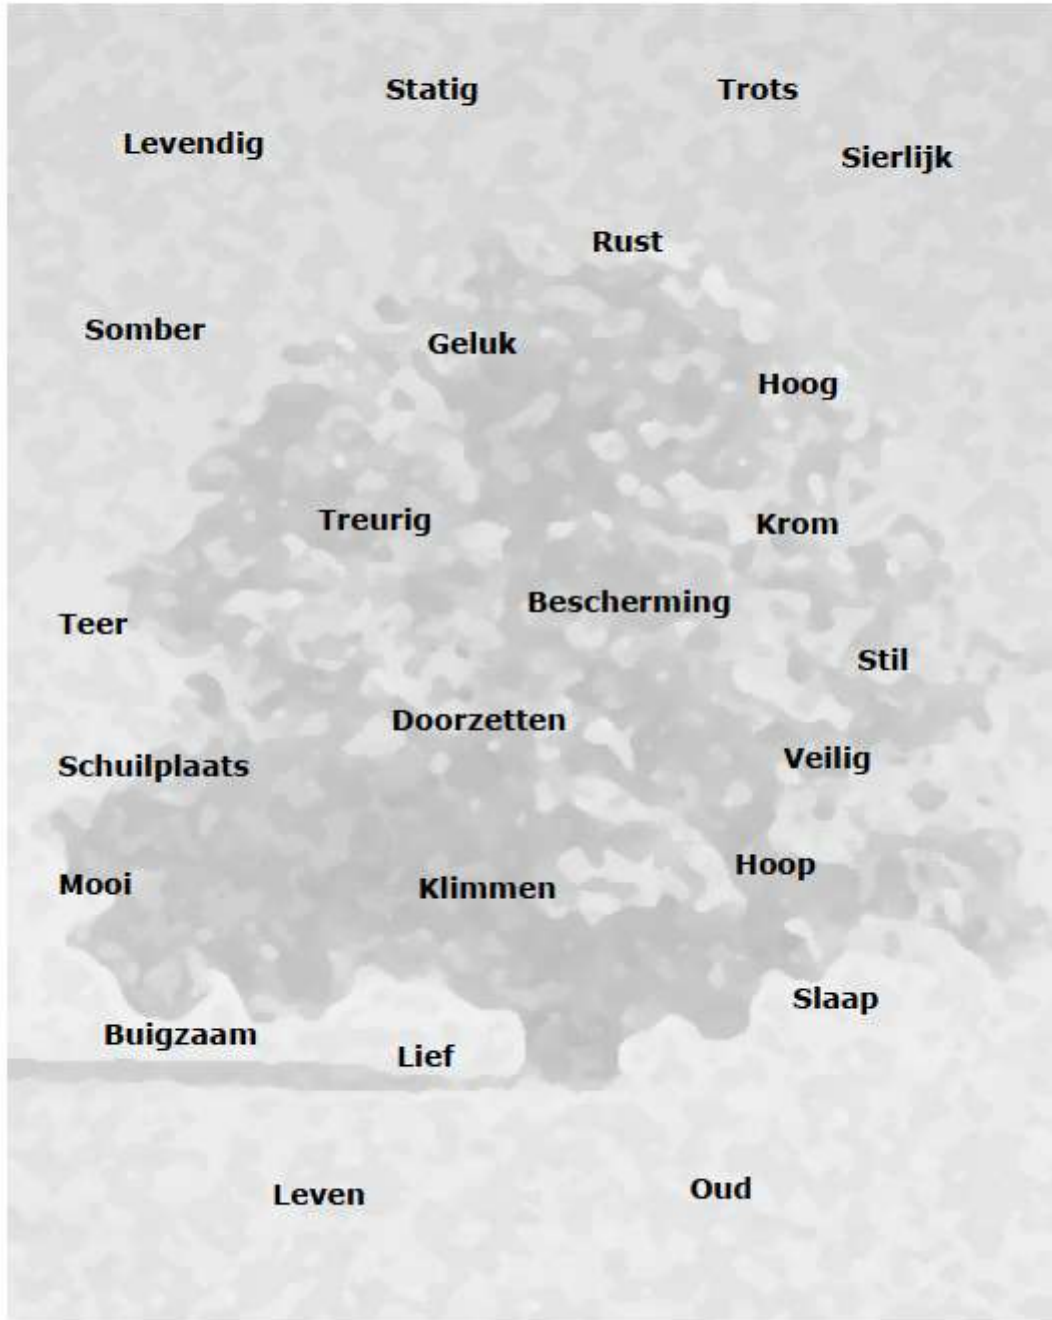 Statig
Trots
Levendig
Sierlijk
Rust
Somber
Geluk
Hoog
Treurig
Krom
Bescherming
Teer
Stil
Doorzetten
Veilig
Schuilplaats
Hoop
Mooi
Klimmen
Slaap
Buigzaam
Lief
Leven
Oud